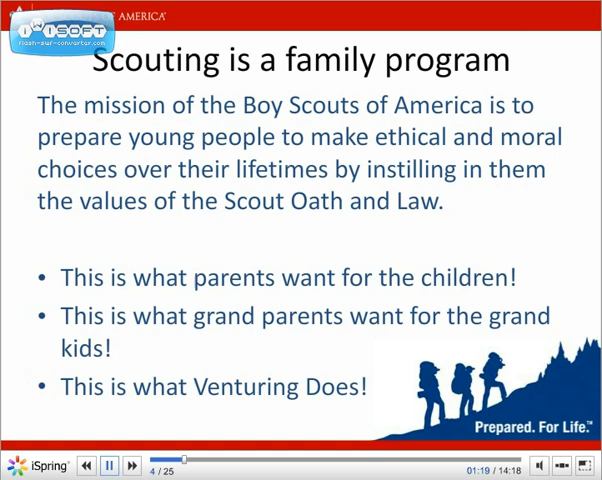 OF AMERICA
iWiSOFT
flash-swf-converter.com
Scouting is a family program
The mission of the Boy Scouts of America is to
prepare young people to make ethical and moral
choices over their lifetimes by instilling in them
the values of the Scout Oath and Law.
• This is what parents want for the children!
• This is what grand parents want for the grand
kids!
• This is what Venturing Does!
Prepared. For Life.™
iSpring
4 / 25
01:19 / 14:18